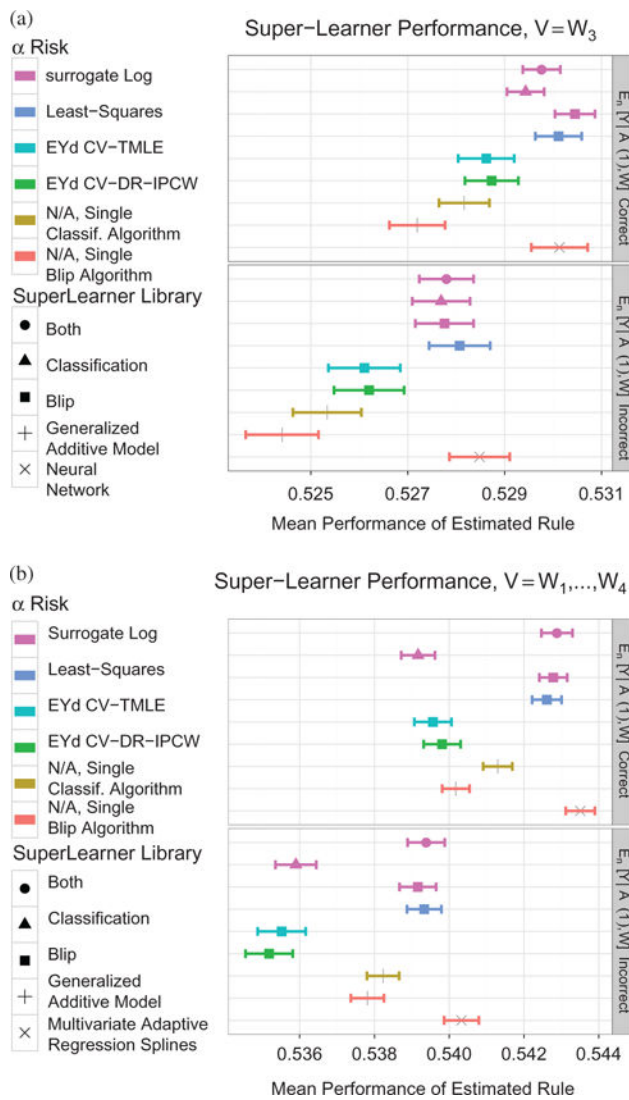 (a)
Super−Learner Performance, V=W3
α Risk
surrogate Log
Least−Squares
EYd CV−TMLE
EYd CV−DR−IPCW
N/A, Single
Classif. Algorithm
N/A, Single
Blip Algorithm
SuperLearner Library
Both
Classification
Blip
Generalized
Additive Model
Neural
Network
En [Y| A (1),W] Correct
En [Y| A (1),W] Incorrect
0.525 0.527 0.529 0.531
Mean Performance of Estimated Rule
(b)
Super−Learner Performance, V=W1,...,W4
α Risk
Surrogate Log
Least−Squares
EYd CV−TMLE
EYd CV−DR−IPCW
N/A, Single
Classif. Algorithm
N/A, Single
Blip Algorithm
SuperLearner Library
Both
Classification
Blip
Generalized
Additive Model
Multivariate Adaptive
Regression Splines
En [Y| A (1),W] Correct
En [Y| A (1),W] Incorrect
0.536 0.538 0.540 0.542 0.544
Mean Performance of Estimated Rule